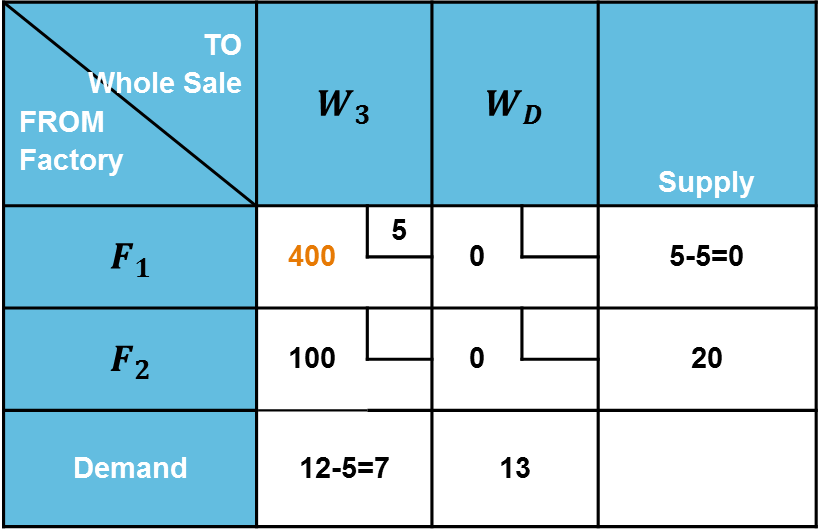 TO
Whole Sale
FROM
Factory
W₃
W_D
Supply
F₁
400
5
0
5-5=0
F₂
100
0
20
Demand
12-5=7
13